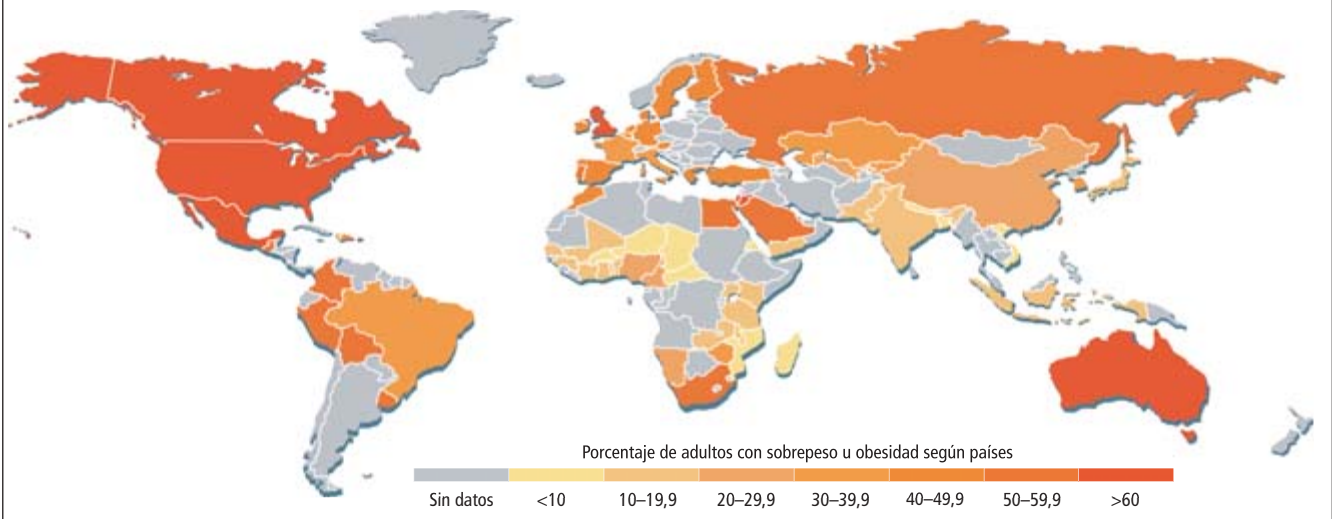 Porcentaje de adultos con sobrepeso u obesidad según países
Sin datos <10 10–19,9 20–29,9 30–39,9 40–49,9 50–59,9 >60